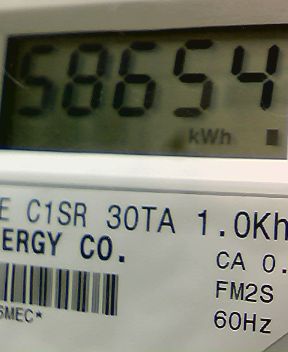 58654
kWh
E C1SR 30TA 1.0Kh
ERGY CO.
CA 0.
FM2S
60Hz
SMEC*